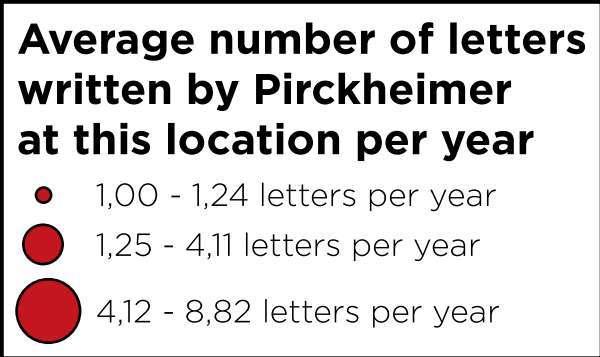 Average number of letters
written by Pirckheimer
at this location per year
1,00 - 1,24 letters per year
1,25 - 4,11 letters per year
4,12 - 8,82 letters per year